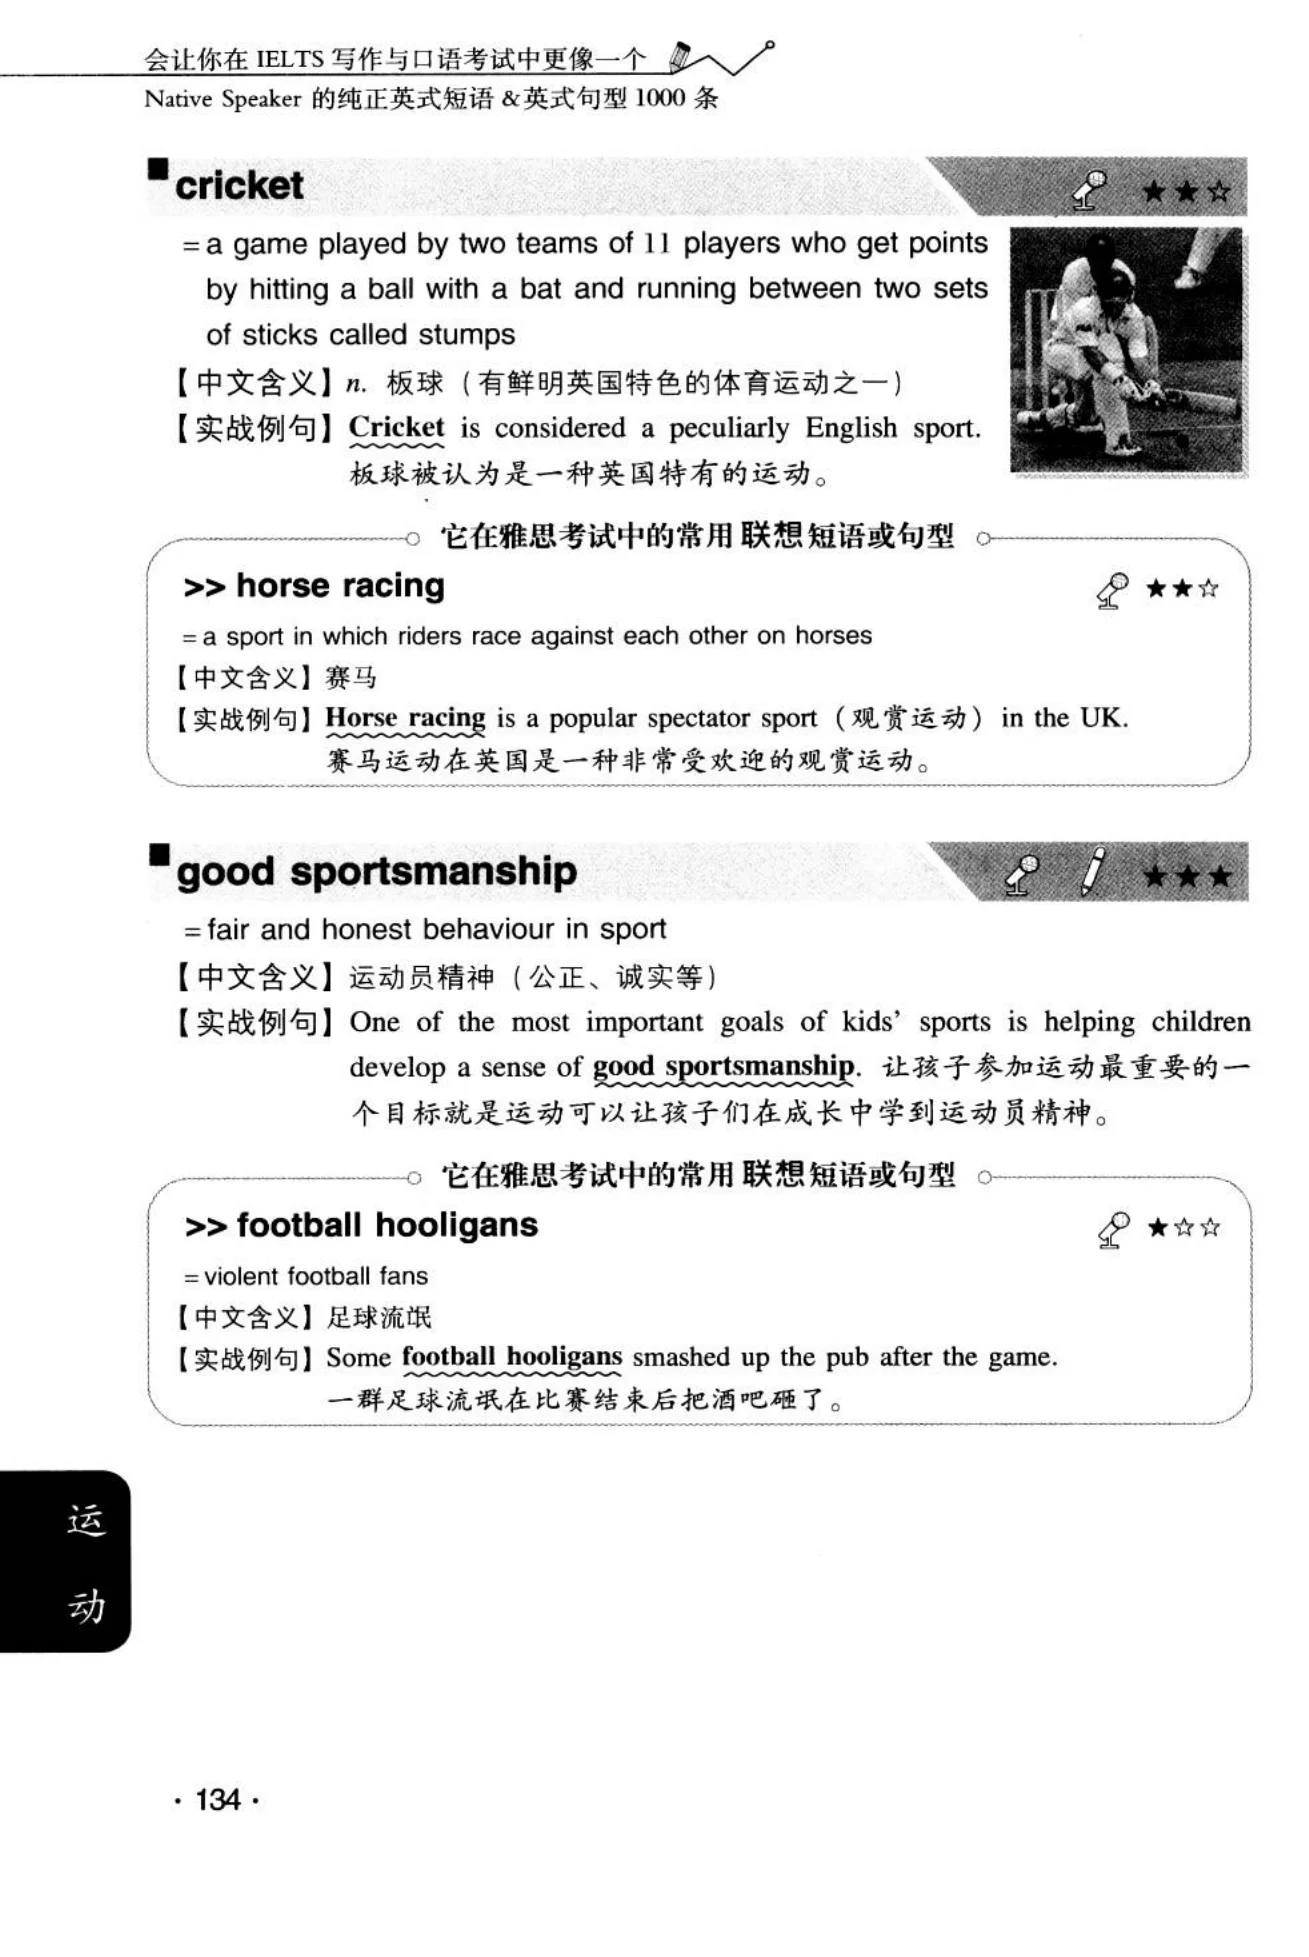 会让你在 IELTS 写作与口语考试中更像一个
Native Speaker 的纯正英式短语 &英式句型 1000 条
cricket ★★☆
= a game played by two teams of 11 players who get points
by hitting a ball with a bat and running between two sets
of sticks called stumps
【中文含义】n. 板球（有鲜明英国特色的体育运动之一）
【实战例句】Cricket is considered a peculiarly English sport.
板球被认为是一种英国特有的运动。
它在雅思考试中的常用联想短语或句型
>> horse racing ★★☆
= a sport in which riders race against each other on horses
【中文含义】赛马
【实战例句】Horse racing is a popular spectator sport（观赏运动）in the UK.
赛马运动在英国是一种非常受欢迎的观赏运动。
good sportsmanship ★★★
= fair and honest behaviour in sport
【中文含义】运动员精神（公正、诚实等）
【实战例句】One of the most important goals of kids’ sports is helping children
develop a sense of good sportsmanship. 让孩子参加运动最重要的一
个目标就是运动可以让孩子们在成长中学到运动员精神。
它在雅思考试中的常用联想短语或句型
>> football hooligans ★☆☆
= violent football fans
【中文含义】足球流氓
【实战例句】Some football hooligans smashed up the pub after the game.
一群足球流氓在比赛结束后把酒吧砸了。
运
动
· 134 ·